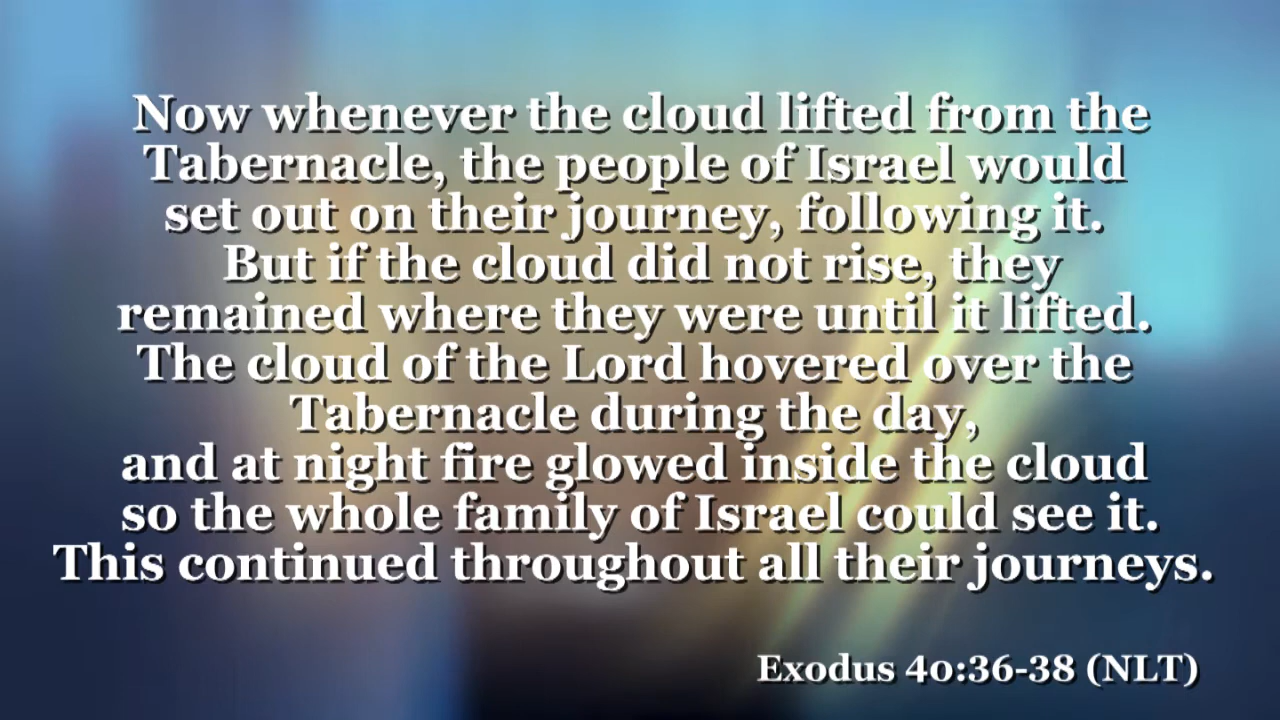 Now whenever the cloud lifted from the
Tabernacle, the people of Israel would
set out on their journey, following it.
But if the cloud did not rise, they
remained where they were until it lifted.
The cloud of the Lord hovered over the
Tabernacle during the day,
and at night fire glowed inside the cloud
so the whole family of Israel could see it.
This continued throughout all their journeys.
Exodus 40:36-38 (NLT)